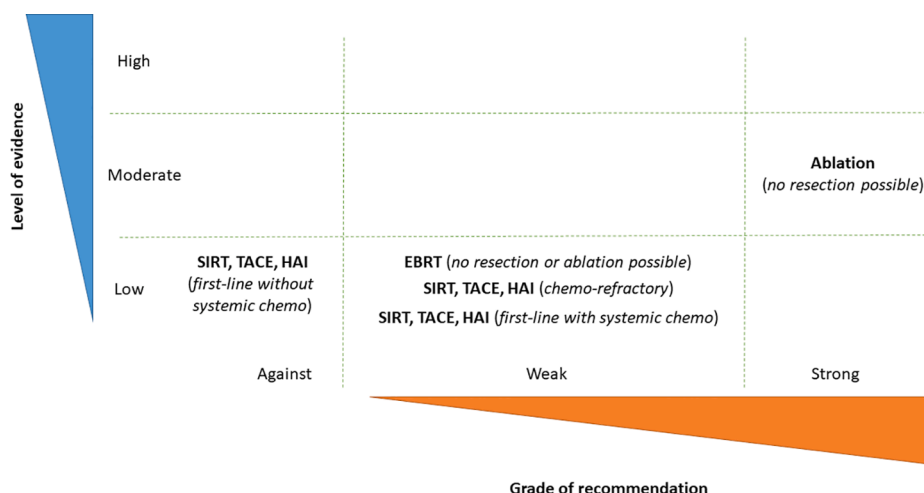 Level of evidence
High
Moderate
Ablation
(no resection possible)
Low
SIRT, TACE, HAI
(first-line without
systemic chemo)
EBRT (no resection or ablation possible)
SIRT, TACE, HAI (chemo-refractory)
SIRT, TACE, HAI (first-line with systemic chemo)
Against
Weak
Strong
Grade of recommendation